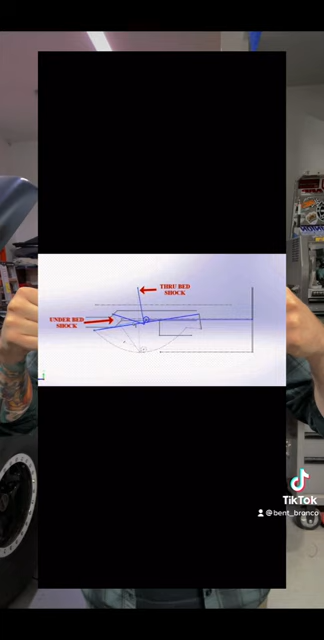 THRU BED
SHOCK
UNDER BED
SHOCK
TikTok
@bent_bronco